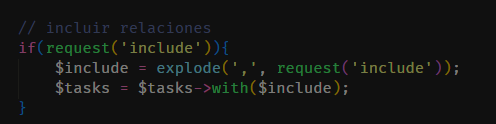 // incluir relaciones
if(request('include')){
    $include = explode(',', request('include'));
    $tasks = $tasks->with($include);
}